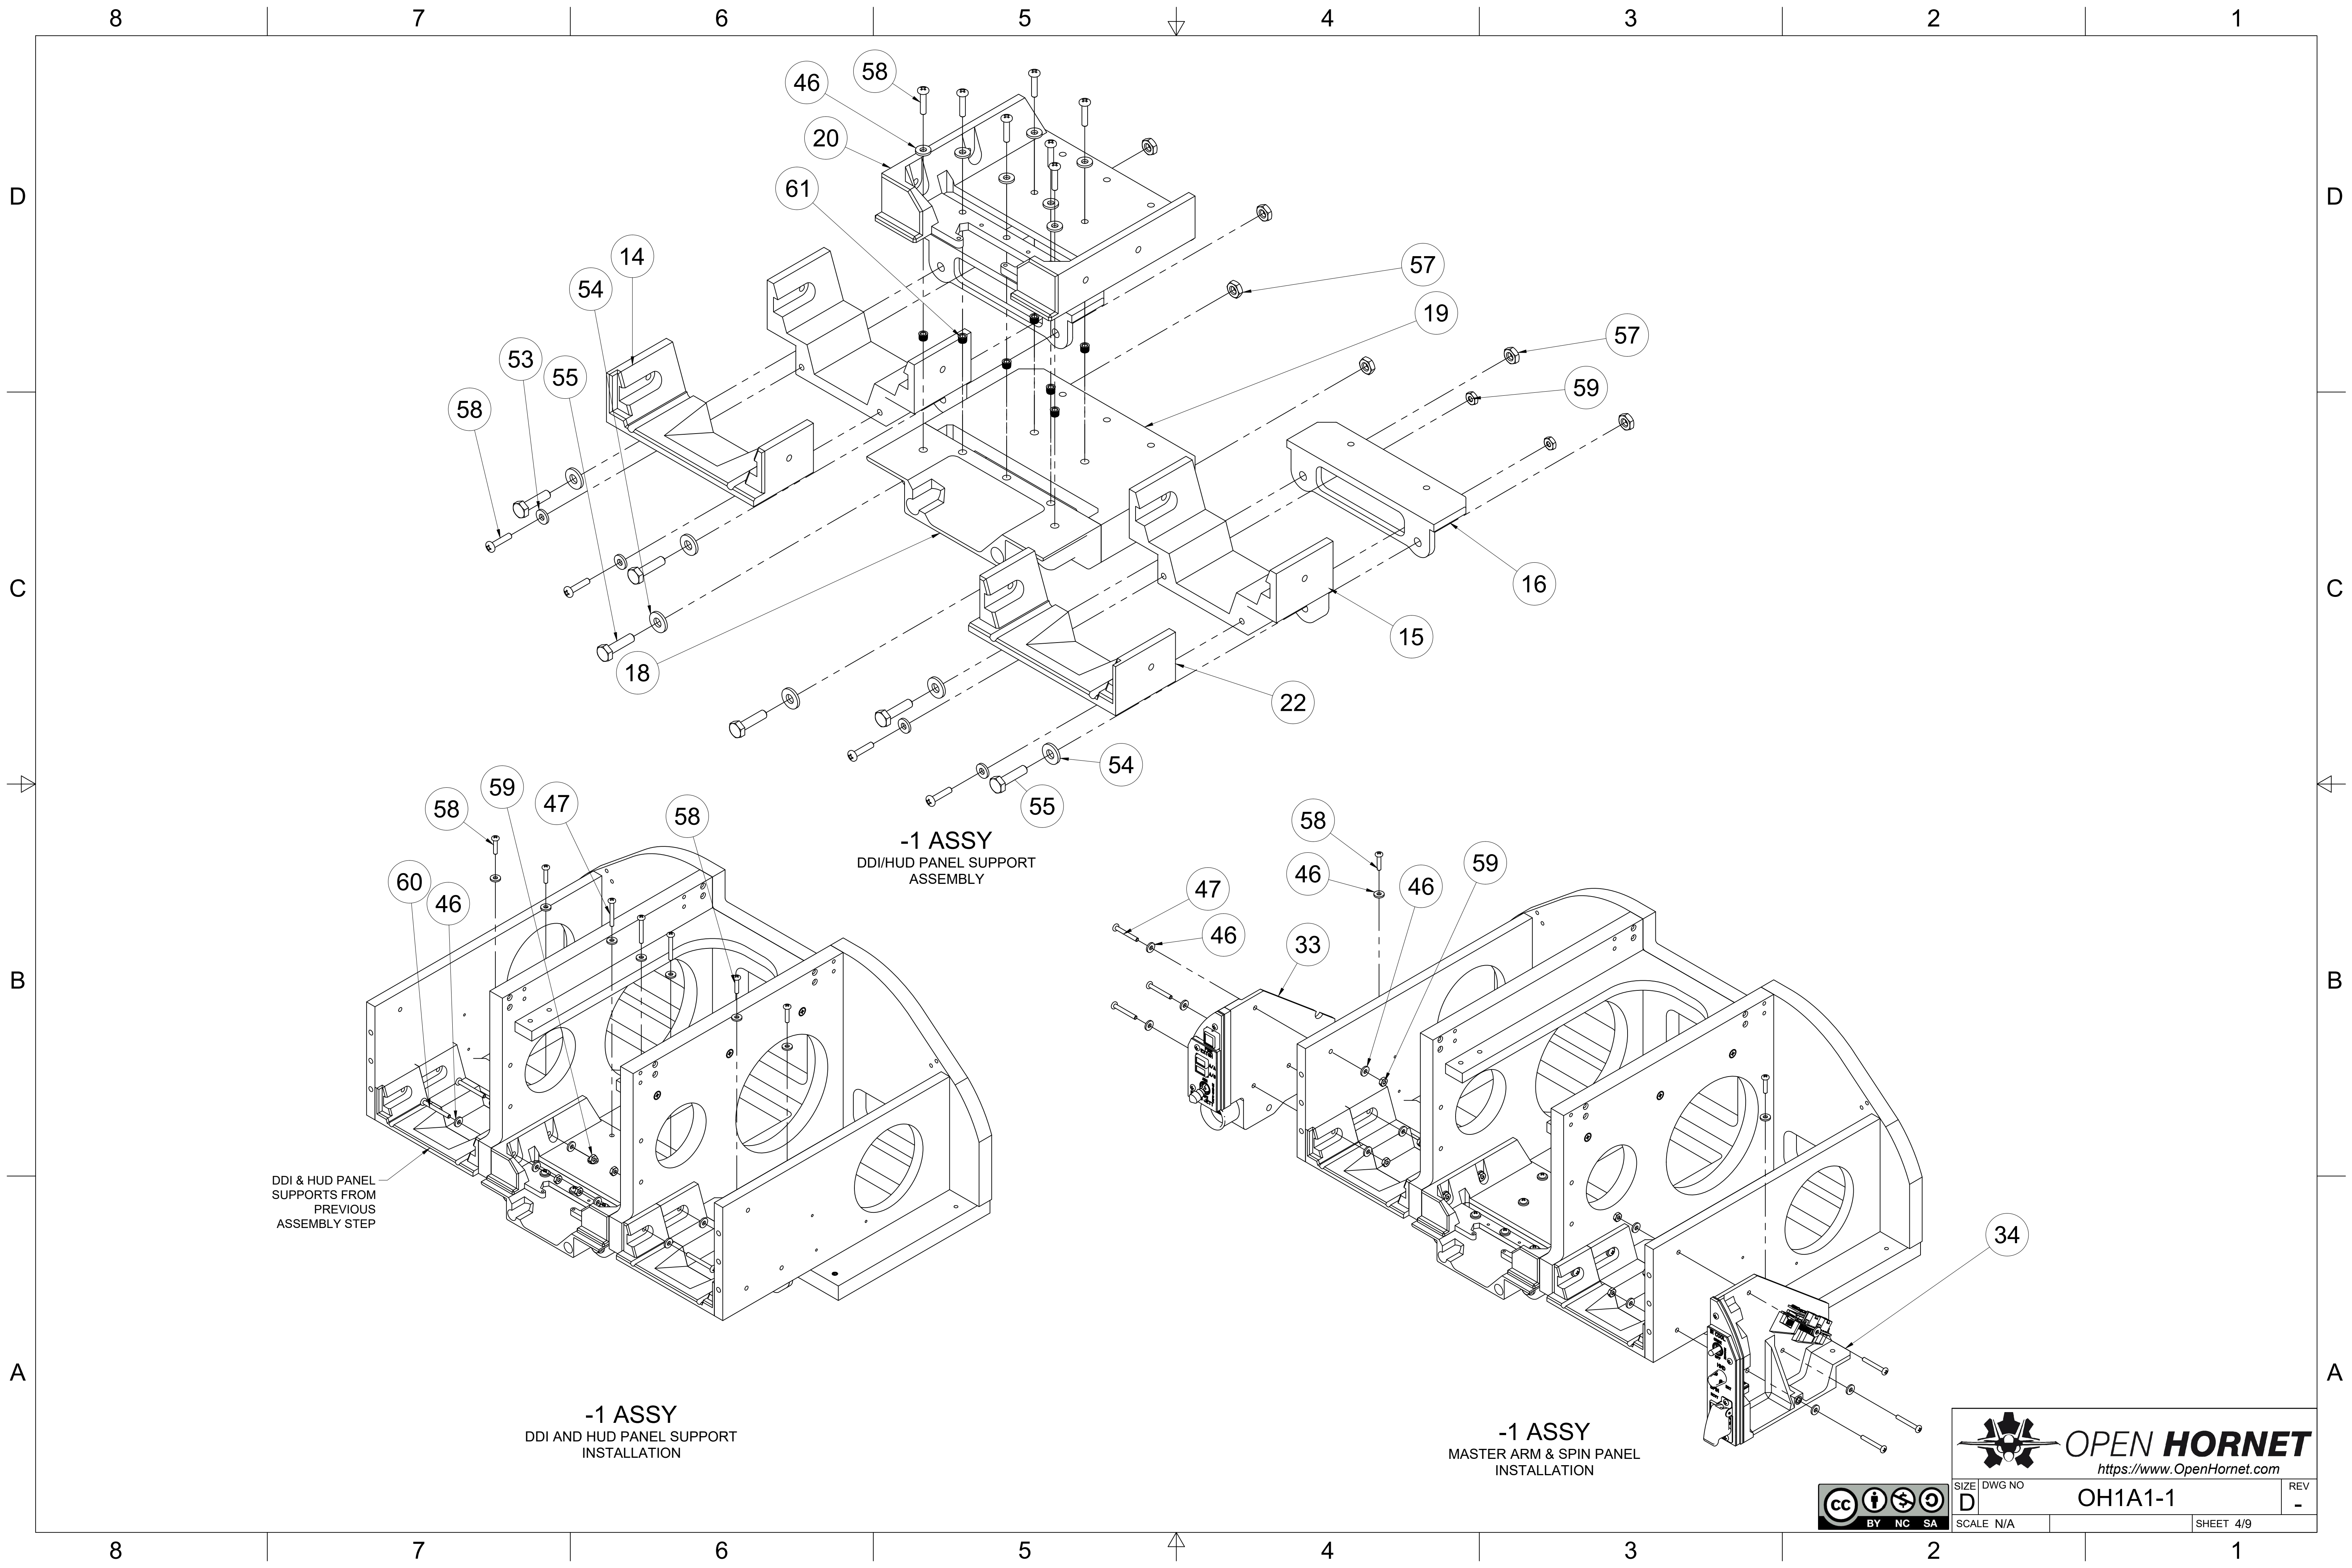 8 7 6 5 4 3 2 1
D
D
C
C
B
B
A
A
58
46
20
61
14
54
53
55
58
57
19
57
59
16
15
18
22
54
55
-1 ASSY
DDI/HUD PANEL SUPPORT
ASSEMBLY
59
47
58
58
60
46
DDI & HUD PANEL
SUPPORTS FROM
PREVIOUS
ASSEMBLY STEP
-1 ASSY
DDI AND HUD PANEL SUPPORT
INSTALLATION
58
46
46
59
47
46
33
34
-1 ASSY
MASTER ARM & SPIN PANEL
INSTALLATION
OPEN HORNET
https://www.OpenHornet.com
SIZE
D
DWG NO
OH1A1-1
REV
-
SCALE N/A
SHEET 4/9
cc
BY NC SA
8 7 6 5 4 3 2 1